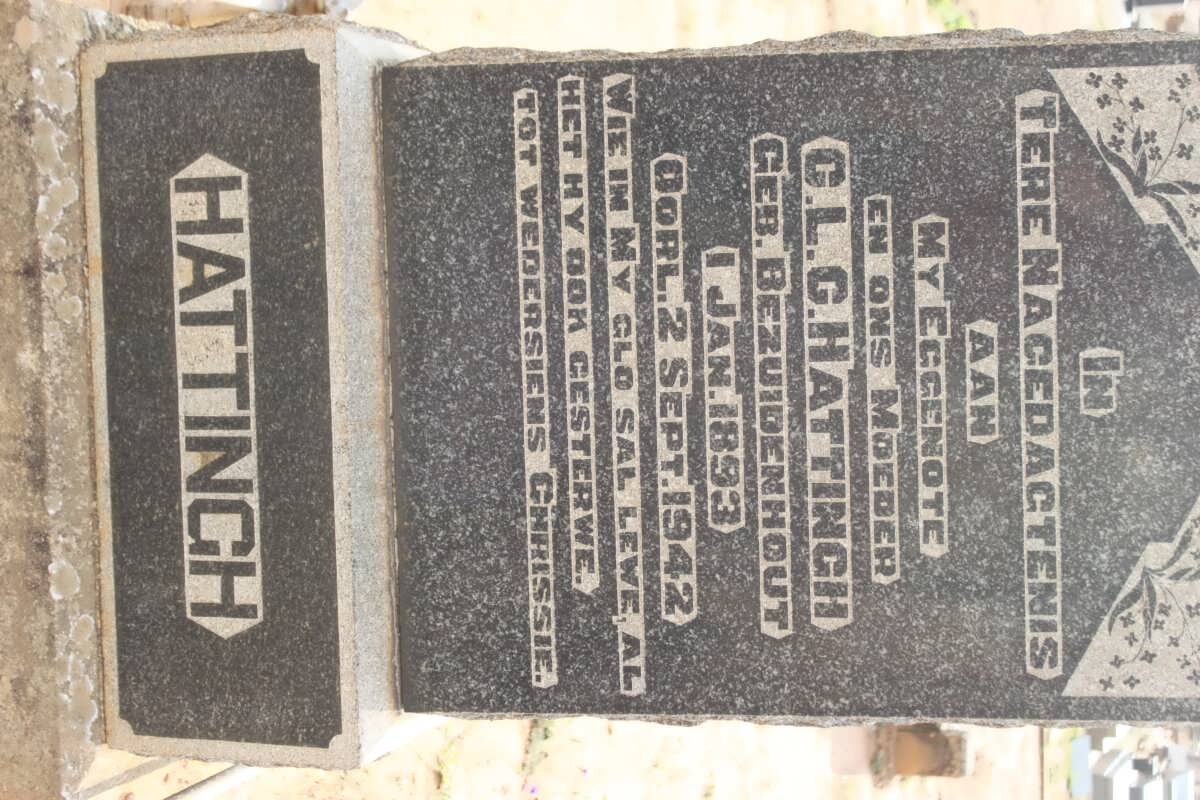 IN
TERE NAGEDAGTENIS
AAN
MY EGGENOTE
EN ONS MOEDER
C.L.G. HATTINGH
GEB. BEZUIDENHOUT
1 JAN. 1893
OORL. 2 SEPT. 1942
WIE IN MY GLO SAL LEWE, AL
HET HY OOK GESTERWE.
TOT WEDERSIENS CHRISSIE.
HATTINGH